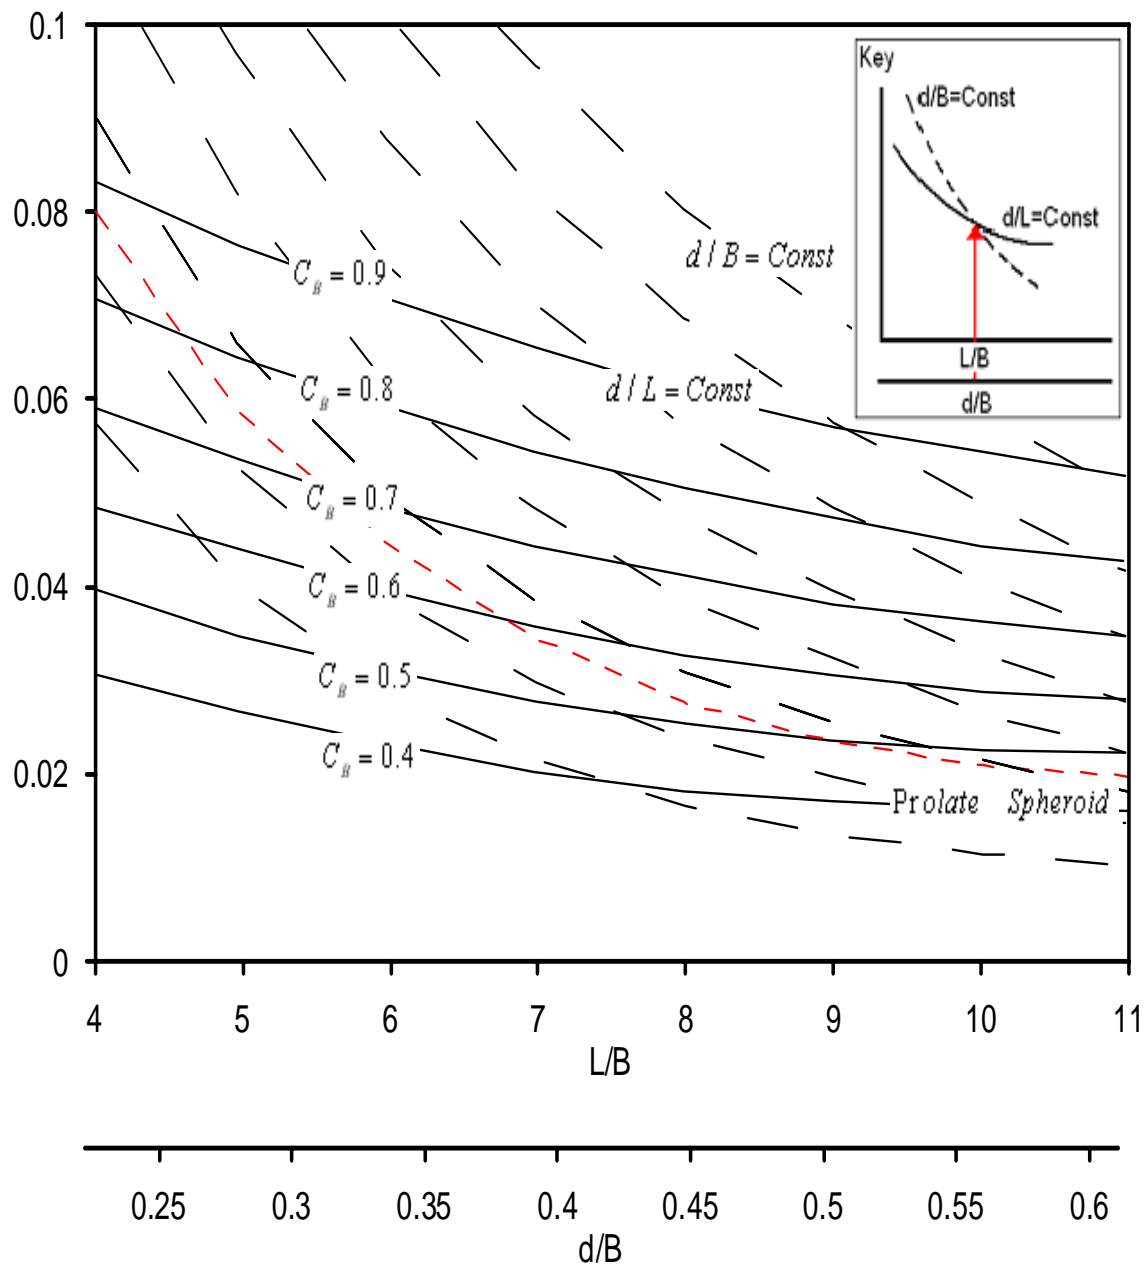 0.1
0.08
0.06
0.04
0.02
0
Key
d/B=Const
d/L=Const
L/B
d/B
d / B = Const
d / L = Const
C_B = 0.9
C_B = 0.8
C_B = 0.7
C_B = 0.6
C_B = 0.5
C_B = 0.4
Prolate Spheroid
4 5 6 7 8 9 10 11
L/B
0.25 0.3 0.35 0.4 0.45 0.5 0.55 0.6
d/B